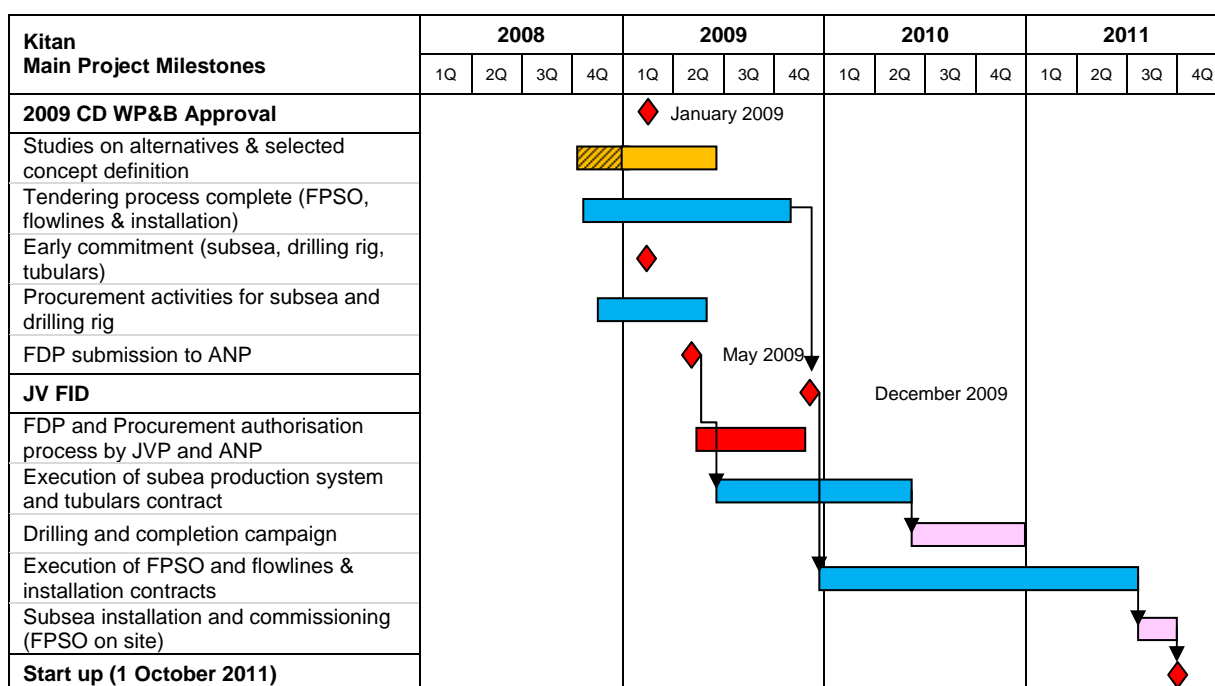 Kitan
Main Project Milestones
2008 2009 2010 2011
1Q 2Q 3Q 4Q 1Q 2Q 3Q 4Q 1Q 2Q 3Q 4Q 1Q 2Q 3Q 4Q
2009 CD WP&B Approval
January 2009
Studies on alternatives & selected
concept definition
Tendering process complete (FPSO,
flowlines & installation)
Early commitment (subsea, drilling rig,
tubulars)
Procurement activities for subsea and
drilling rig
FDP submission to ANP
May 2009
JV FID
December 2009
FDP and Procurement authorisation
process by JVP and ANP
Execution of subea production system
and tubulars contract
Drilling and completion campaign
Execution of FPSO and flowlines &
installation contracts
Subsea installation and commissioning
(FPSO on site)
Start up (1 October 2011)